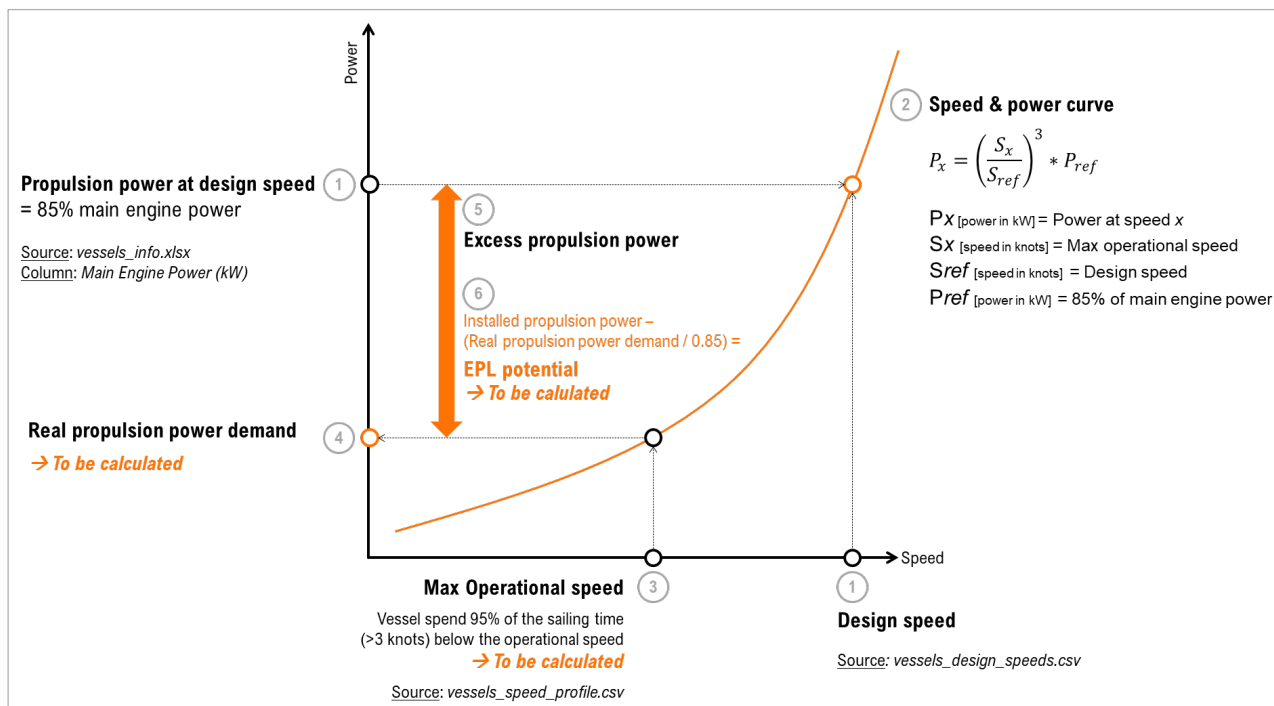 Power
2
Speed & power curve
P_x = (S_x / S_ref)^3 * P_ref
Px [power in kW] = Power at speed x
Sx [speed in knots] = Max operational speed
Sref [speed in knots] = Design speed
Pref [power in kW] = 85% of main engine power
Propulsion power at design speed
= 85% main engine power
1
Source: vessels_info.xlsx
Column: Main Engine Power (kW)
5
Excess propulsion power
6
Installed propulsion power –
(Real propulsion power demand / 0.85) =
EPL potential
→ To be calulated
Real propulsion power demand
4
→ To be calculated
Speed
Max Operational speed
3
Vessel spend 95% of the sailing time
(>3 knots) below the operational speed
→ To be calculated
Source: vessels_speed_profile.csv
1
Design speed
Source: vessels_design_speeds.csv